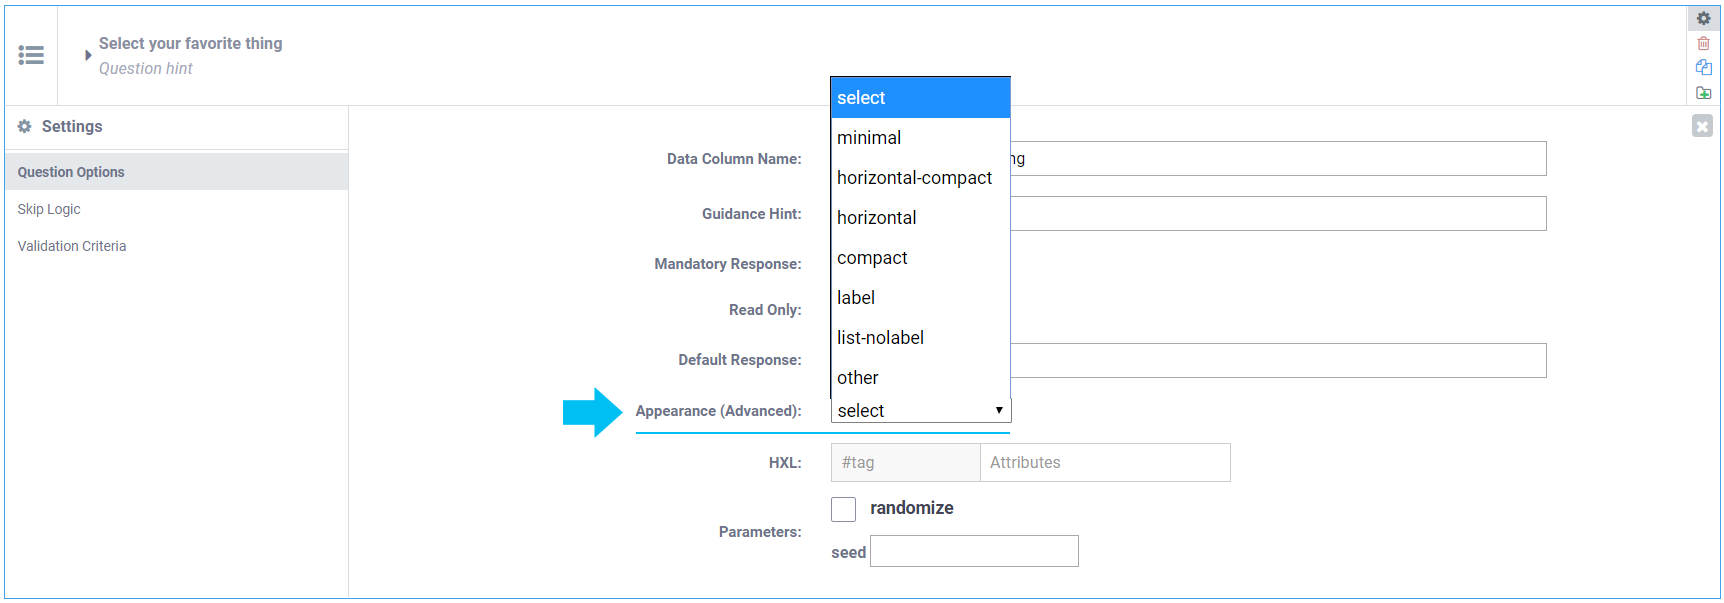 Select your favorite thing
Question hint
Settings
Question Options
Skip Logic
Validation Criteria
Data Column Name:
ng
Guidance Hint:
Mandatory Response:
Read Only:
Default Response:
select
minimal
horizontal-compact
horizontal
compact
label
list-nolabel
other
Appearance (Advanced): select
HXL: #tag Attributes
Parameters:
randomize
seed